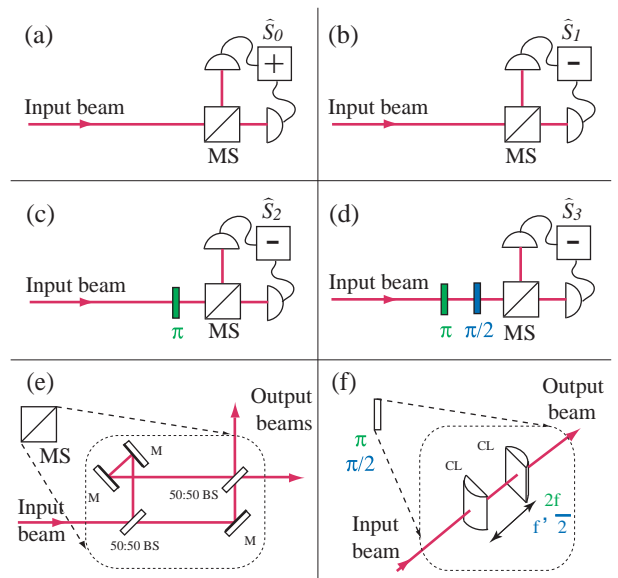 (a)
Ŝ0
+
Input beam
MS
(b)
Ŝ1
-
Input beam
MS
(c)
Ŝ2
-
Input beam
π
MS
(d)
Ŝ3
-
Input beam
π
π/2
MS
(e)
MS
Output
beams
M
M
50:50 BS
Input
beam
50:50 BS
M
(f)
Output
beam
π
π/2
CL
CL
2f
f, f/2
Input
beam